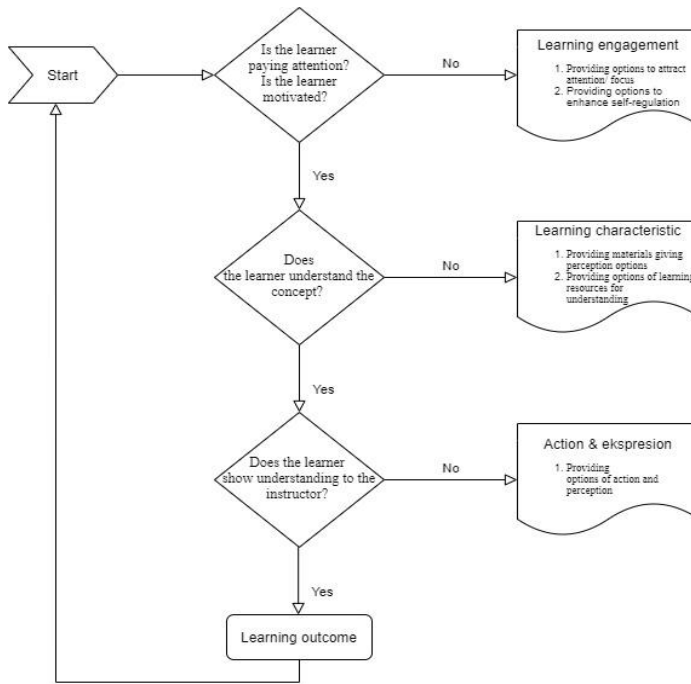 Start
Is the learner
paying attention?
Is the learner
motivated?
No
Learning engagement
1. Providing options to attract
attention/ focus
2. Providing options to
enhance self-regulation
Yes
Does
the learner understand the
concept?
No
Learning characteristic
1. Providing materials giving
perception options
2. Providing options of learning
resources for
understanding
Yes
Does the learner
show understanding to the
instructor?
No
Action & ekspresion
1. Providing
options of action and
perception
Yes
Learning outcome